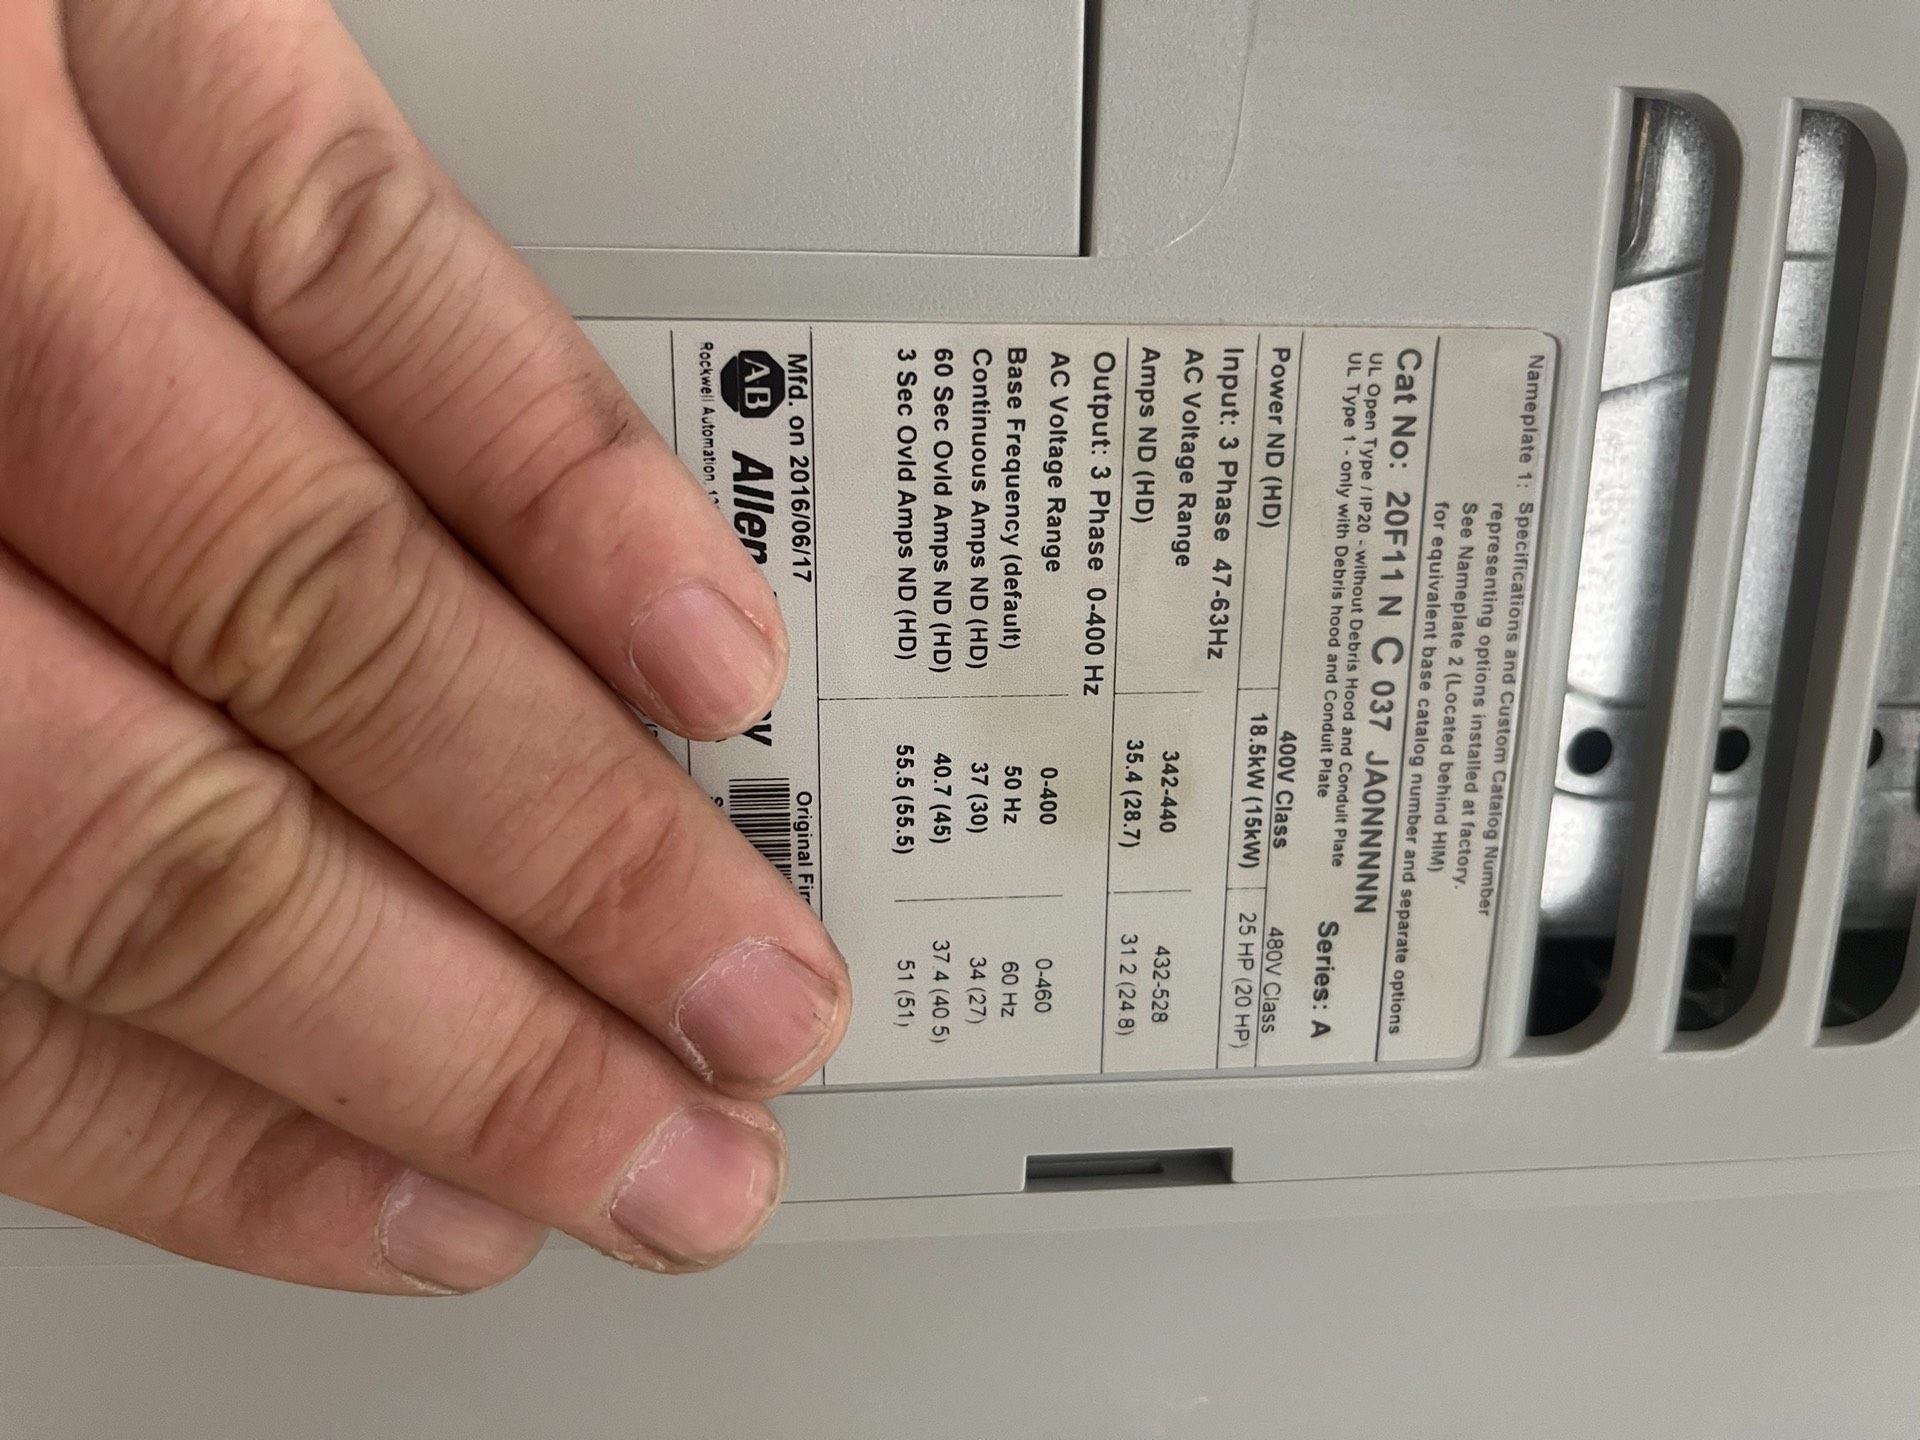 Nameplate 1: Specifications and Custom Catalog Number
representing options installed at factory.
See Nameplate 2 (Located behind HIM)
for equivalent base catalog number and separate options
Cat No: 20F11 N C 037 JA0NNNNN
UL Open Type / IP20 - without Debris Hood and Conduit Plate
UL Type 1 - only with Debris hood and Conduit Plate
Series: A
400V Class 480V Class
Power ND (HD) 18.5kW (15kW) 25 HP (20 HP)
Input: 3 Phase 47-63Hz
AC Voltage Range 342-440 432-528
Amps ND (HD) 35.4 (28.7) 31.2 (24.8)
Output: 3 Phase 0-400 Hz
AC Voltage Range 0-400 0-460
Base Frequency (default) 50 Hz 60 Hz
Continuous Amps ND (HD) 37 (30) 34 (27)
60 Sec Ovld Amps ND (HD) 40.7 (45) 37.4 (40.5)
3 Sec Ovld Amps ND (HD) 55.5 (55.5) 51 (51)
Mfd. on 2016/06/17 Original
AB Allen
Rockwell Automation